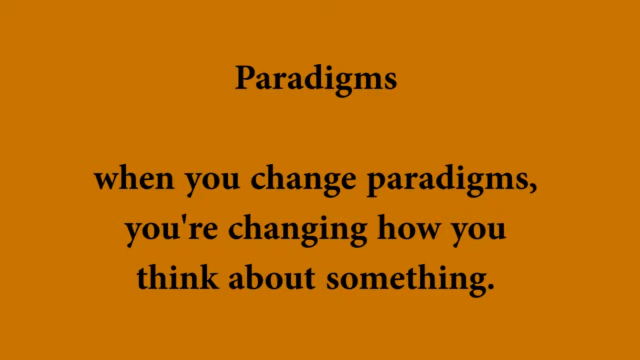 Paradigms
when you change paradigms,
you're changing how you
think about something.